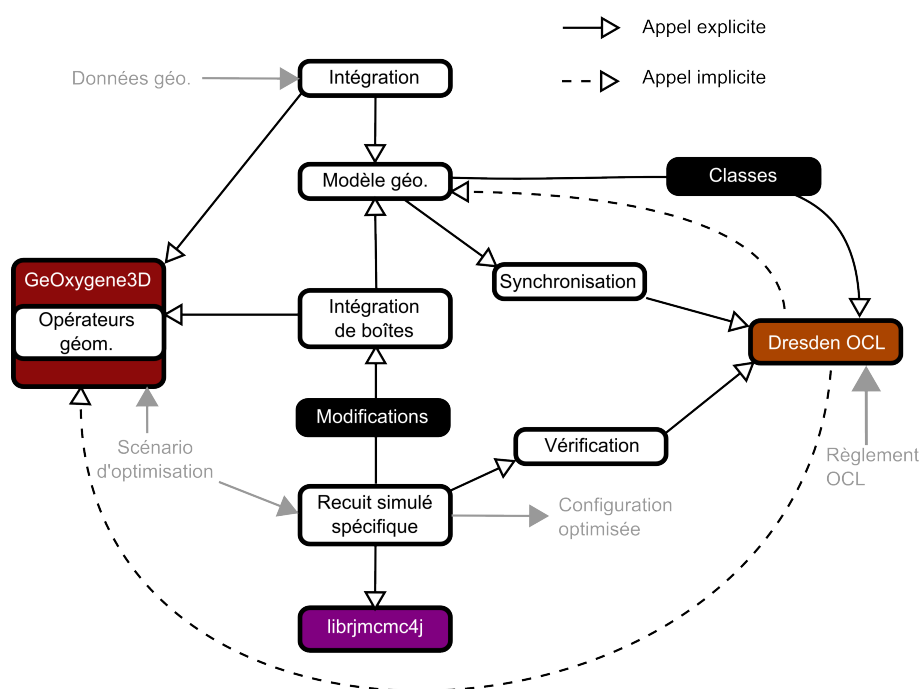 Appel explicite
Données géo.
Intégration
Appel implicite
Modèle géo.
Classes
GeOxygene3D
Synchronisation
Opérateurs
géom.
Intégration
de boîtes
Dresden OCL
Modifications
Scénario
d'optimisation
Vérification
Règlement
OCL
Recuit simulé
spécifique
Configuration
optimisée
librjmcmc4j